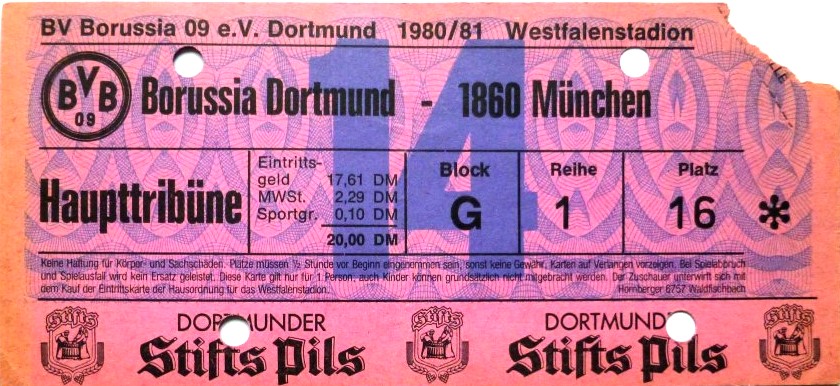 BV Borussia 09 e.V. Dortmund 1980/81 Westfalenstadion
14
BVB
09
Borussia Dortmund - 1860 München
Haupttribüne
Eintritts-
geld 17,61 DM
MWSt. 2,29 DM
Sportgr. 0,10 DM
20,00 DM
Block
G
Reihe
1
Platz
16 *
Keine Haftung für Körper- und Sachschäden. Plätze müssen ½ Stunde vor Beginn eingenommen sein, sonst keine Gewähr. Karten auf Verlangen vorzeigen. Bei Spielabbruch
und Spielausfall wird kein Ersatz geleistet. Diese Karte gilt nur für 1 Person, auch Kinder können grundsätzlich nicht mitgebracht werden. Der Zuschauer unterwirft sich mit
dem Kauf der Eintrittskarte der Hausordnung für das Westfalenstadion. Hornberger 6757 Waldfischbach
Stifts
DORTMUNDER
Stifts Pils
Stifts
DORTMUND
Stifts Pils
Stifts